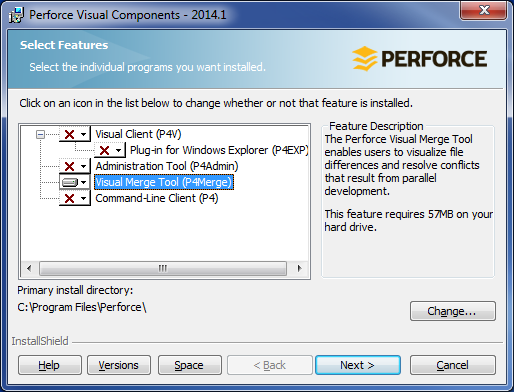 Perforce Visual Components - 2014.1
Select Features
Select the individual programs you want installed.
PERFORCE
Click on an icon in the list below to change whether or not that feature is installed.
Visual Client (P4V)
Plug-in for Windows Explorer (P4EXP)
Administration Tool (P4Admin)
Visual Merge Tool (P4Merge)
Command-Line Client (P4)
Feature Description
The Perforce Visual Merge Tool
enables users to visualize file
differences and resolve conflicts
that result from parallel
development.
This feature requires 57MB on your
hard drive.
Primary install directory:
C:\Program Files\Perforce\
Change...
InstallShield
Help
Versions
Space
< Back
Next >
Cancel